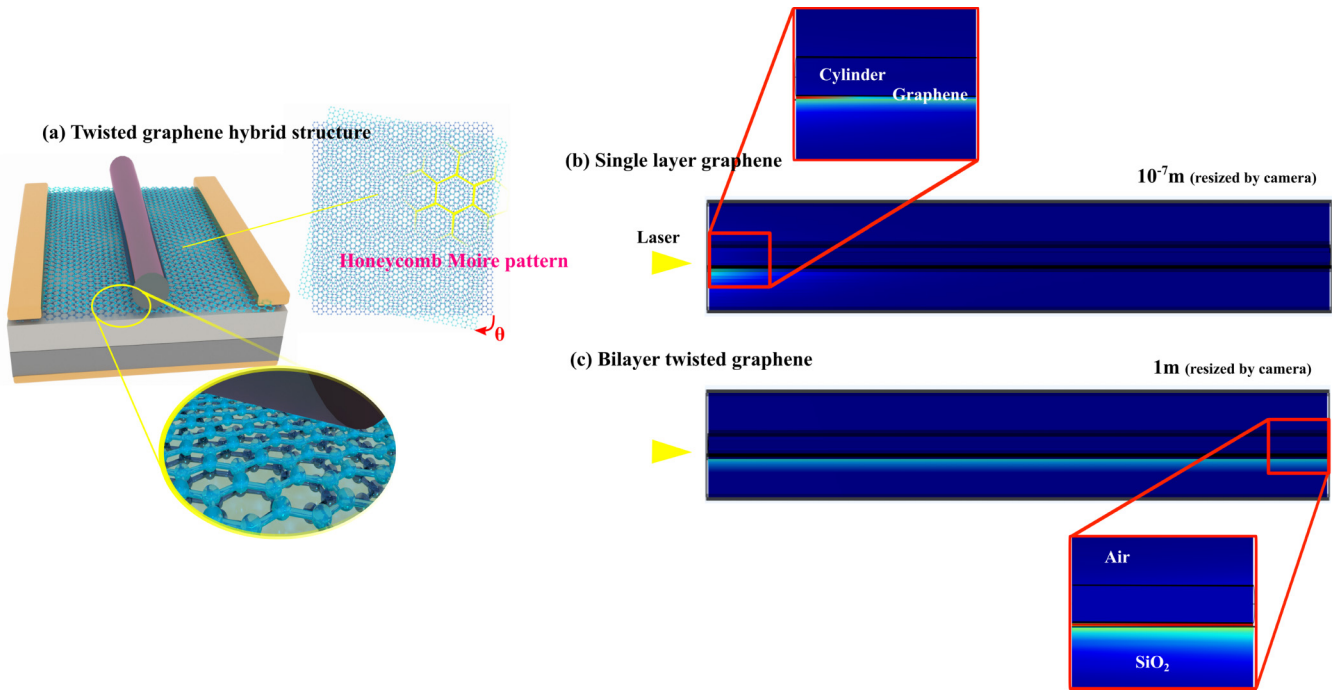 (a) Twisted graphene hybrid structure
Honeycomb Moire pattern
θ
Cylinder
Graphene
(b) Single layer graphene
10⁻⁷m (resized by camera)
Laser
(c) Bilayer twisted graphene
1m (resized by camera)
Air
SiO₂